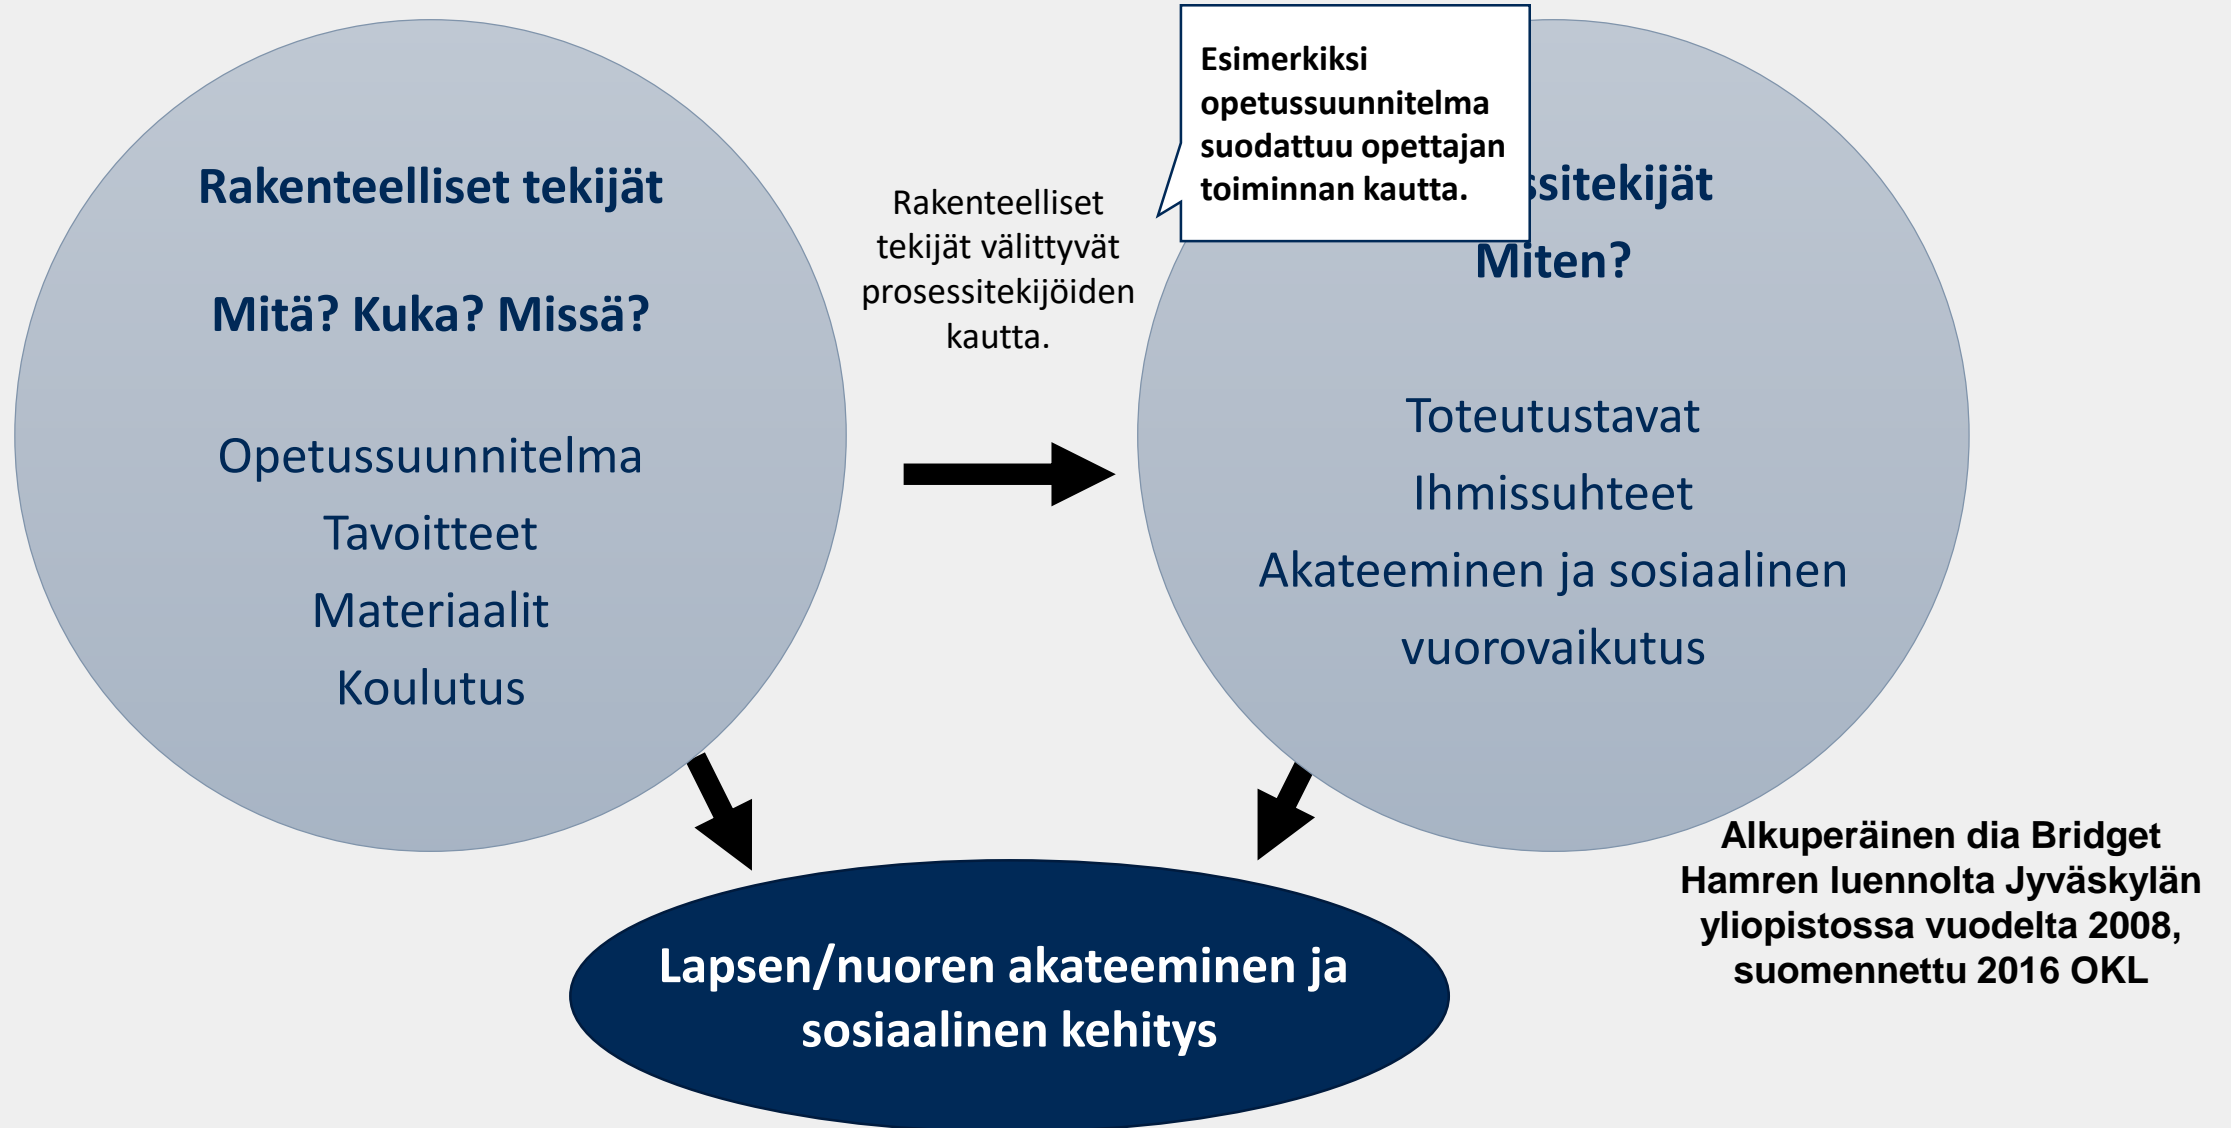 Rakenteelliset tekijät
Mitä? Kuka? Missä?
Opetussuunnitelma
Tavoitteet
Materiaalit
Koulutus
Rakenteelliset
tekijät välittyvät
prosessitekijöiden
kautta.
Esimerkiksi
opetussuunnitelma
suodattuu opettajan
toiminnan kautta.
ssitekijät
Miten?
Toteutustavat
Ihmissuhteet
Akateeminen ja sosiaalinen
vuorovaikutus
Lapsen/nuoren akateeminen ja
sosiaalinen kehitys
Alkuperäinen dia Bridget
Hamren luennolta Jyväskylän
yliopistossa vuodelta 2008,
suomennettu 2016 OKL